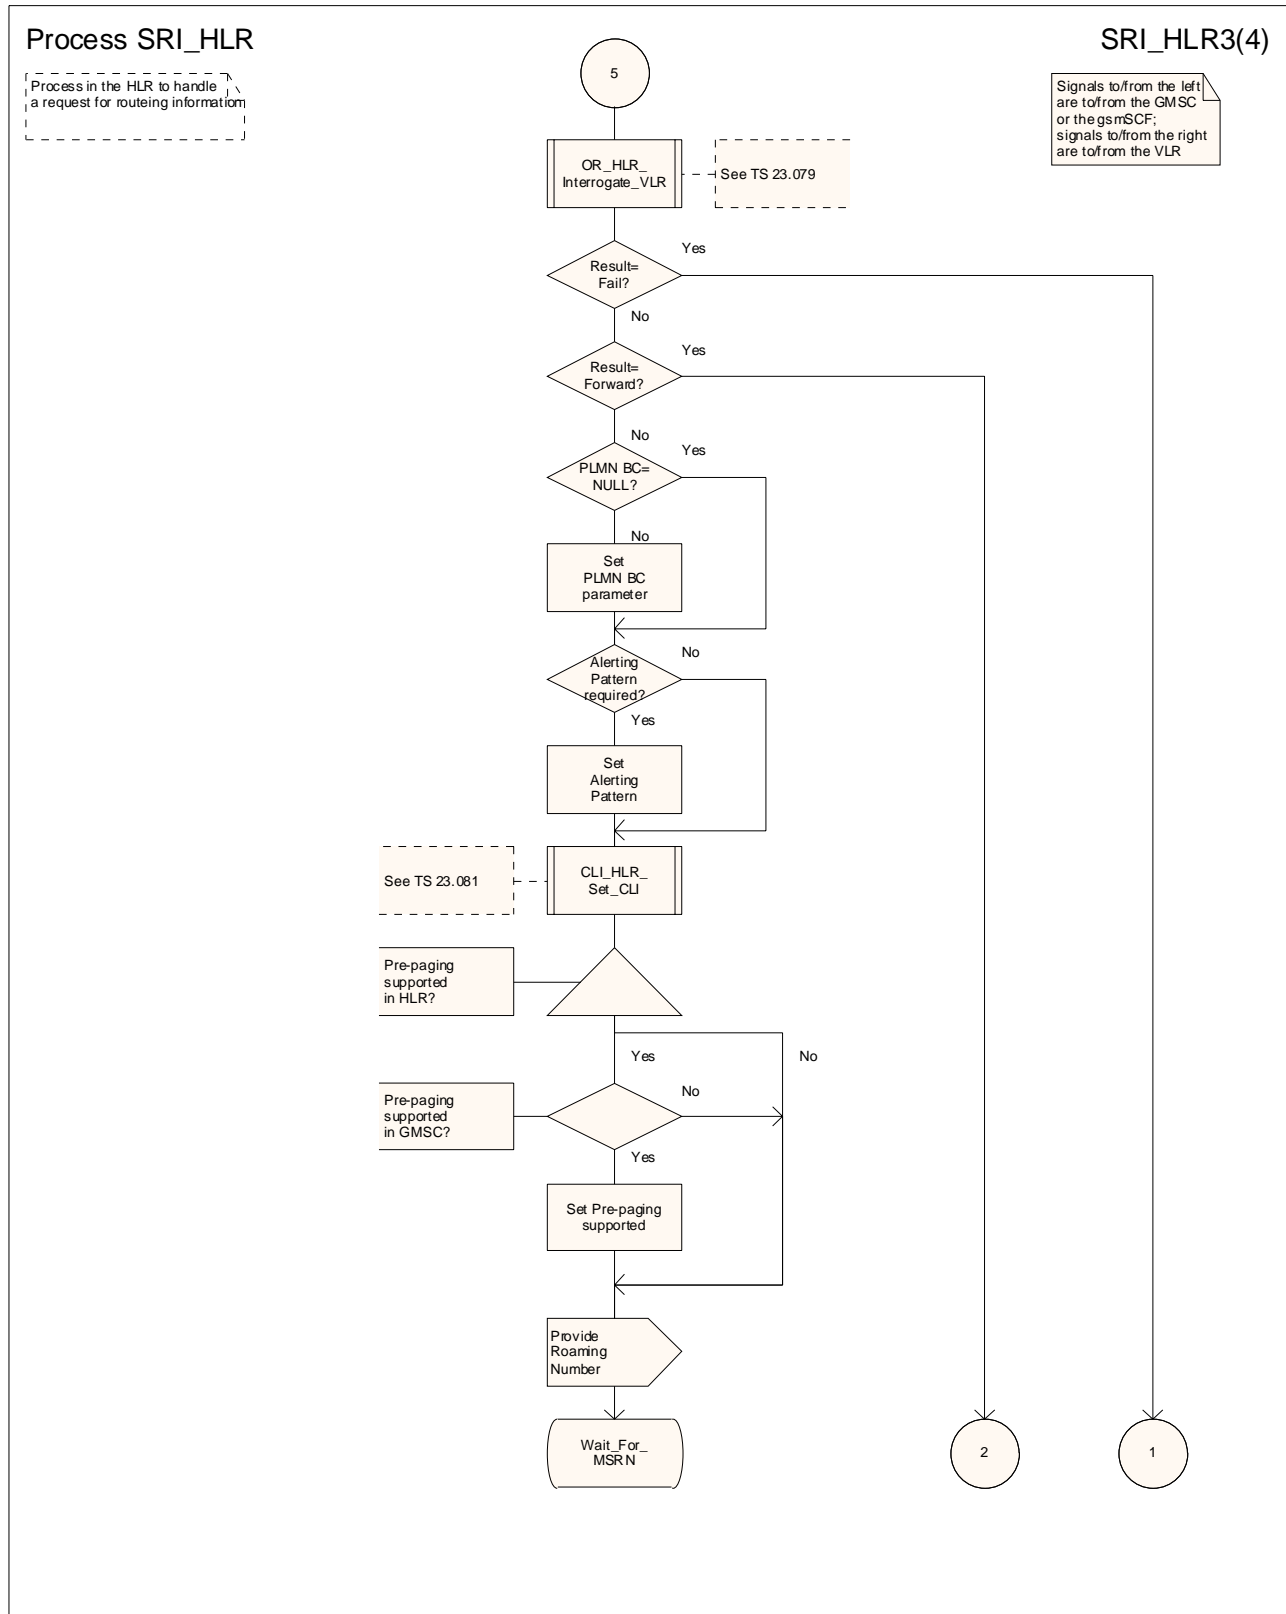 Process SRI_HLR
SRI_HLR3(4)
Process in the HLR to handle
a request for routeing information
5
Signals to/from the left
are to/from the GMSC
or the gsmSCF;
signals to/from the right
are to/from the VLR
OR_HLR_
Interrogate_VLR
See TS 23.079
Yes
Result=
Fail?
No
Yes
Result=
Forward?
No
Yes
PLMN BC=
NULL?
No
Set
PLMN BC
parameter
No
Alerting
Pattern
required?
Yes
Set
Alerting
Pattern
See TS 23.081
CLI_HLR_
Set_CLI
Pre-paging
supported
in HLR?
Yes
No
Pre-paging
supported
in GMSC?
No
Yes
Set Pre-paging
supported
Provide
Roaming
Number
Wait_For_
MSRN
2
1